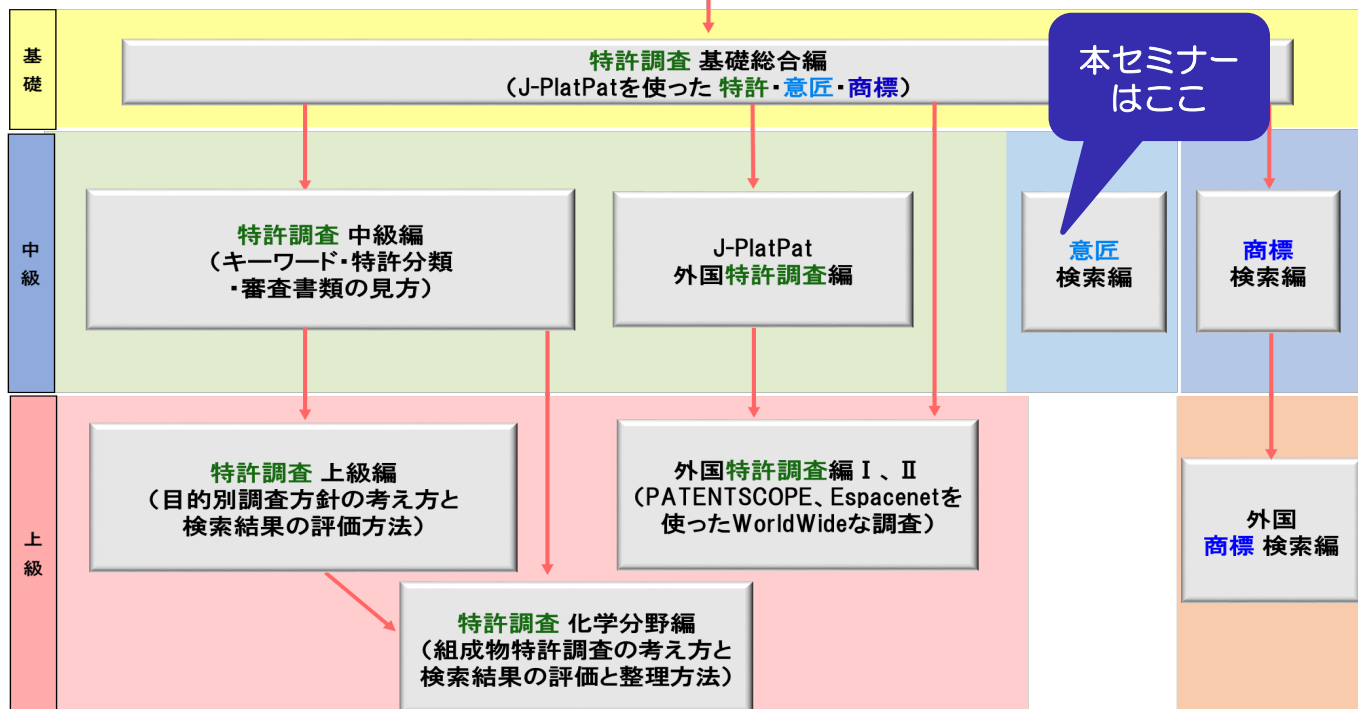 基
礎
特許調査 基礎総合編
（J-PlatPatを使った 特許・意匠・商標）
本セミナー
はここ
中
級
特許調査 中級編
（キーワード・特許分類
・審査書類の見方）
J-PlatPat
外国特許調査編
意匠
検索編
商標
検索編
上
級
特許調査 上級編
（目的別調査方針の考え方と
検索結果の評価方法）
外国特許調査編Ⅰ、Ⅱ
（PATENTSCOPE、Espacenetを
使ったWorldWideな調査）
外国
商標 検索編
特許調査 化学分野編
（組成物特許調査の考え方と
検索結果の評価と整理方法）